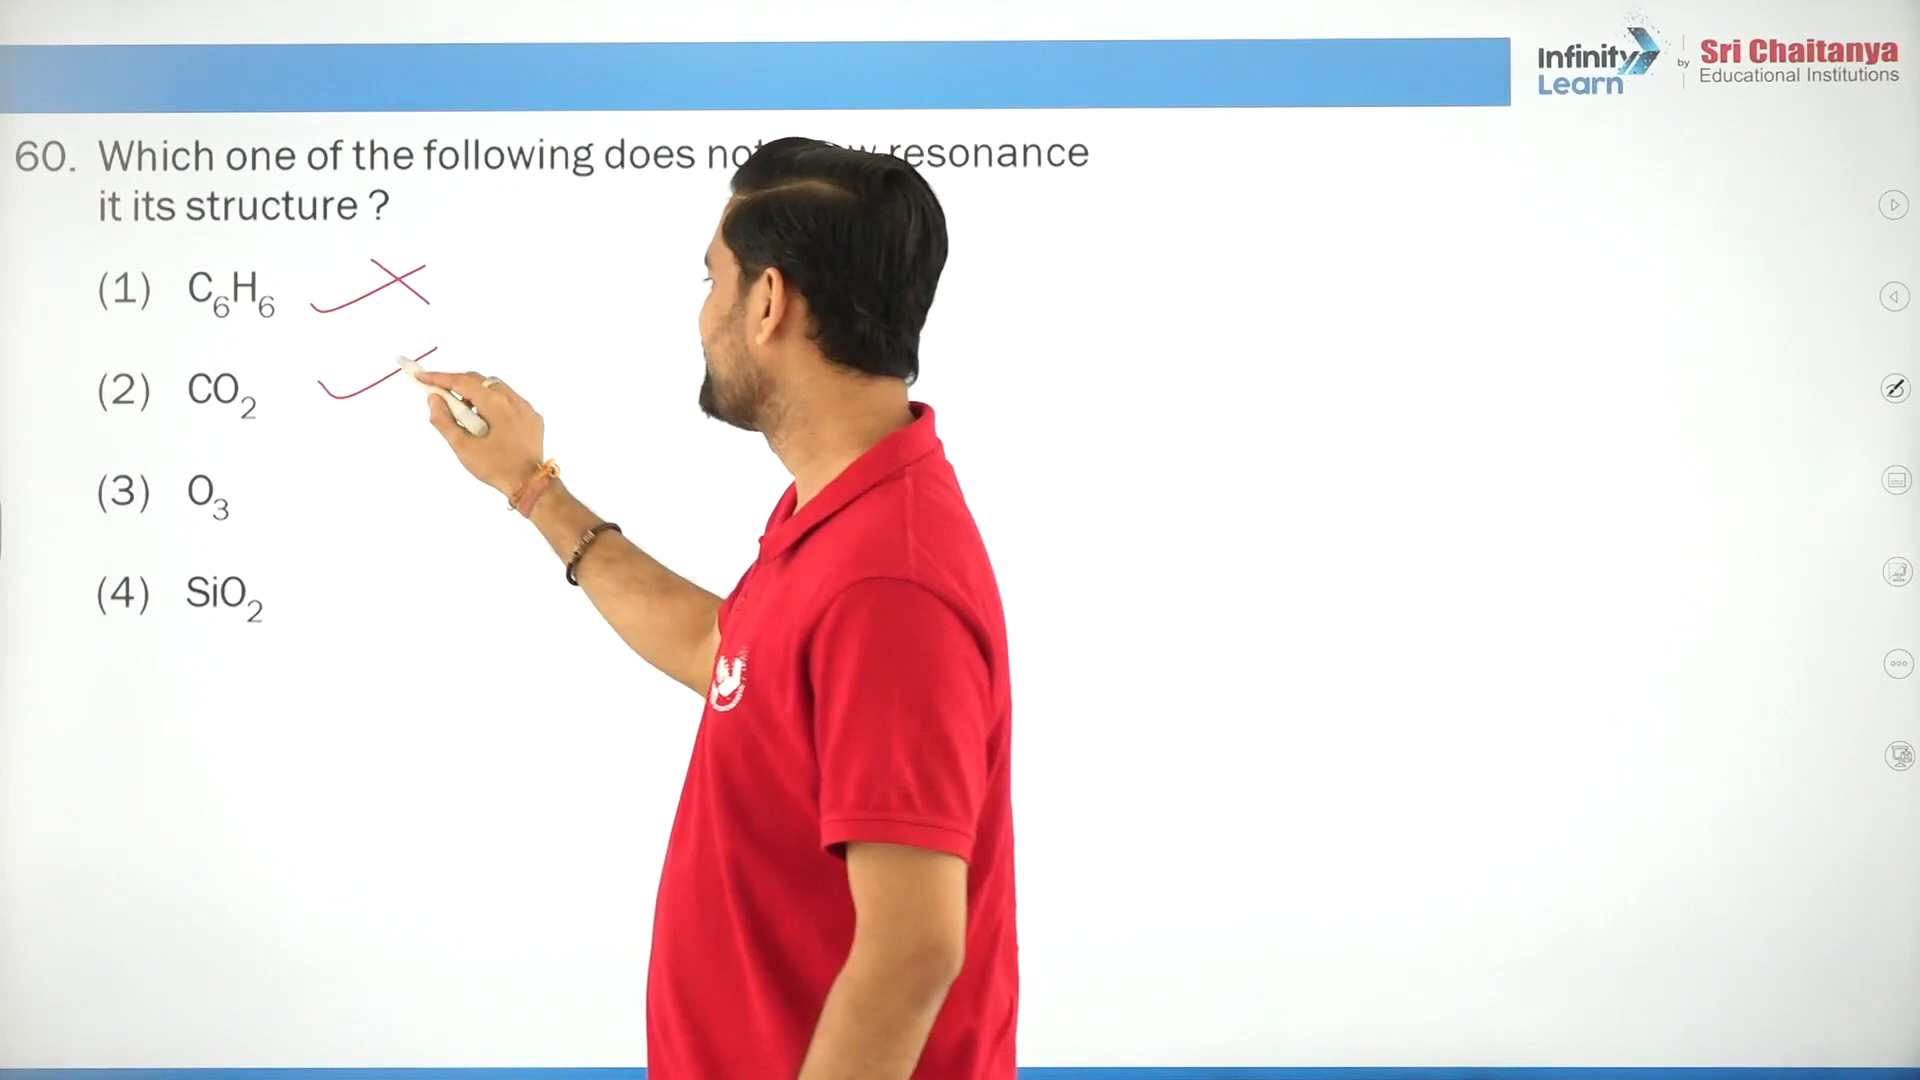 Infinity
Learn
by
Sri Chaitanya
Educational Institutions
60. Which one of the following does resonance
it its structure ?
(1) C₆H₆
(2) CO₂
(3) O₃
(4) SiO₂